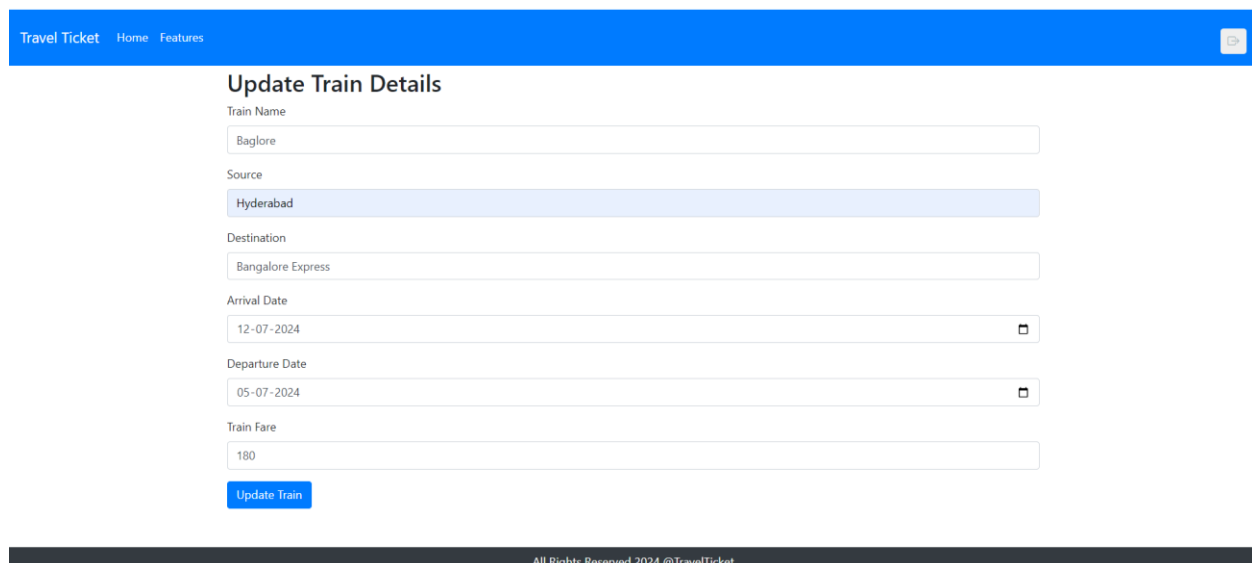 Travel Ticket Home Features
Update Train Details
Train Name
Baglore
Source
Hyderabad
Destination
Bangalore Express
Arrival Date
12-07-2024
Departure Date
05-07-2024
Train Fare
180
Update Train
All Rights Reserved 2024 @TravelTicket